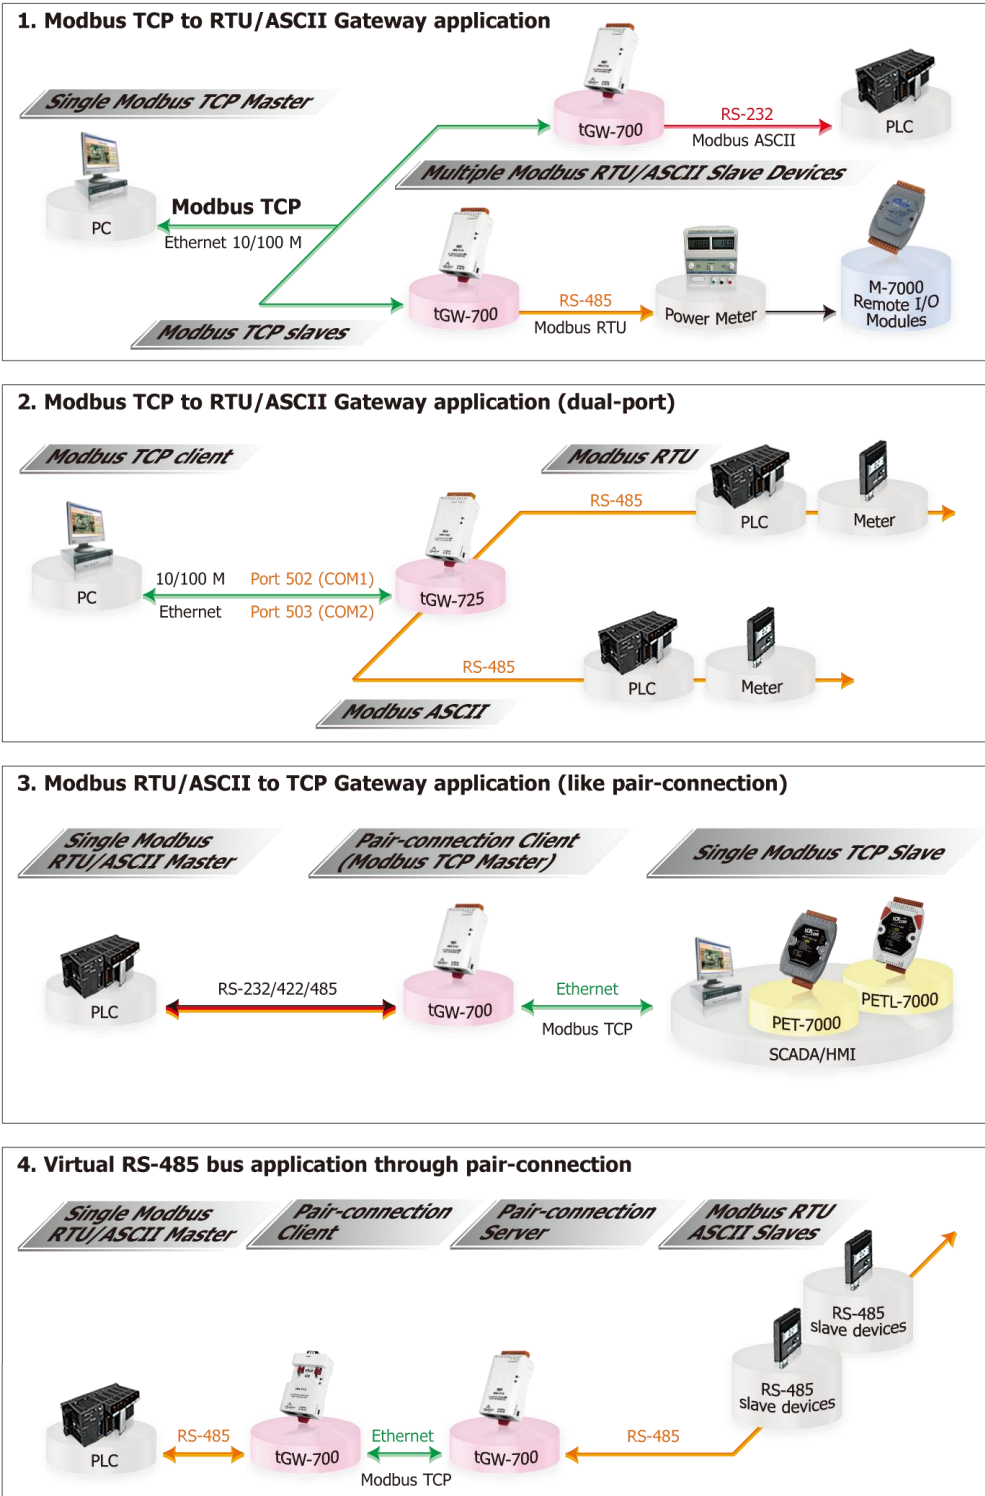 1. Modbus TCP to RTU/ASCII Gateway application
Single Modbus TCP Master
tGW-700
RS-232
Modbus ASCII
PLC
Multiple Modbus RTU/ASCII Slave Devices
PC
Modbus TCP
Ethernet 10/100 M
tGW-700
RS-485
Modbus RTU
Power Meter
M-7000
Remote I/O
Modules
Modbus TCP slaves
2. Modbus TCP to RTU/ASCII Gateway application (dual-port)
Modbus TCP client
Modbus RTU
RS-485
PLC
Meter
PC
10/100 M
Port 502 (COM1)
Ethernet
Port 503 (COM2)
tGW-725
RS-485
PLC
Meter
Modbus ASCII
3. Modbus RTU/ASCII to TCP Gateway application (like pair-connection)
Single Modbus
RTU/ASCII Master
Pair-connection Client
(Modbus TCP Master)
Single Modbus TCP Slave
PLC
RS-232/422/485
tGW-700
Ethernet
Modbus TCP
PET-7000
PETL-7000
SCADA/HMI
4. Virtual RS-485 bus application through pair-connection
Single Modbus
RTU/ASCII Master
Pair-connection
Client
Pair-connection
Server
Modbus RTU
ASCII Slaves
RS-485
slave devices
RS-485
slave devices
PLC
RS-485
tGW-700
Ethernet
Modbus TCP
tGW-700
RS-485